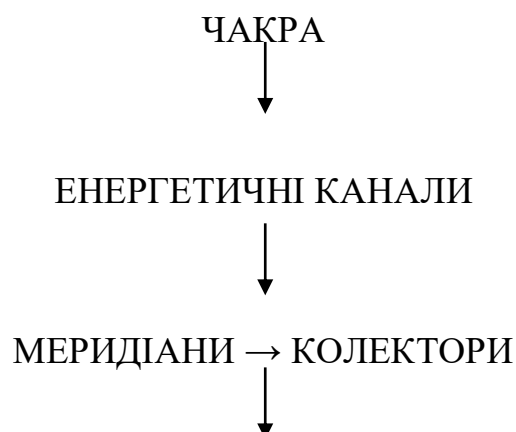 ЧАКРА
ЕНЕРГЕТИЧНІ КАНАЛИ
МЕРИДІАНИ → КОЛЕКТОРИ